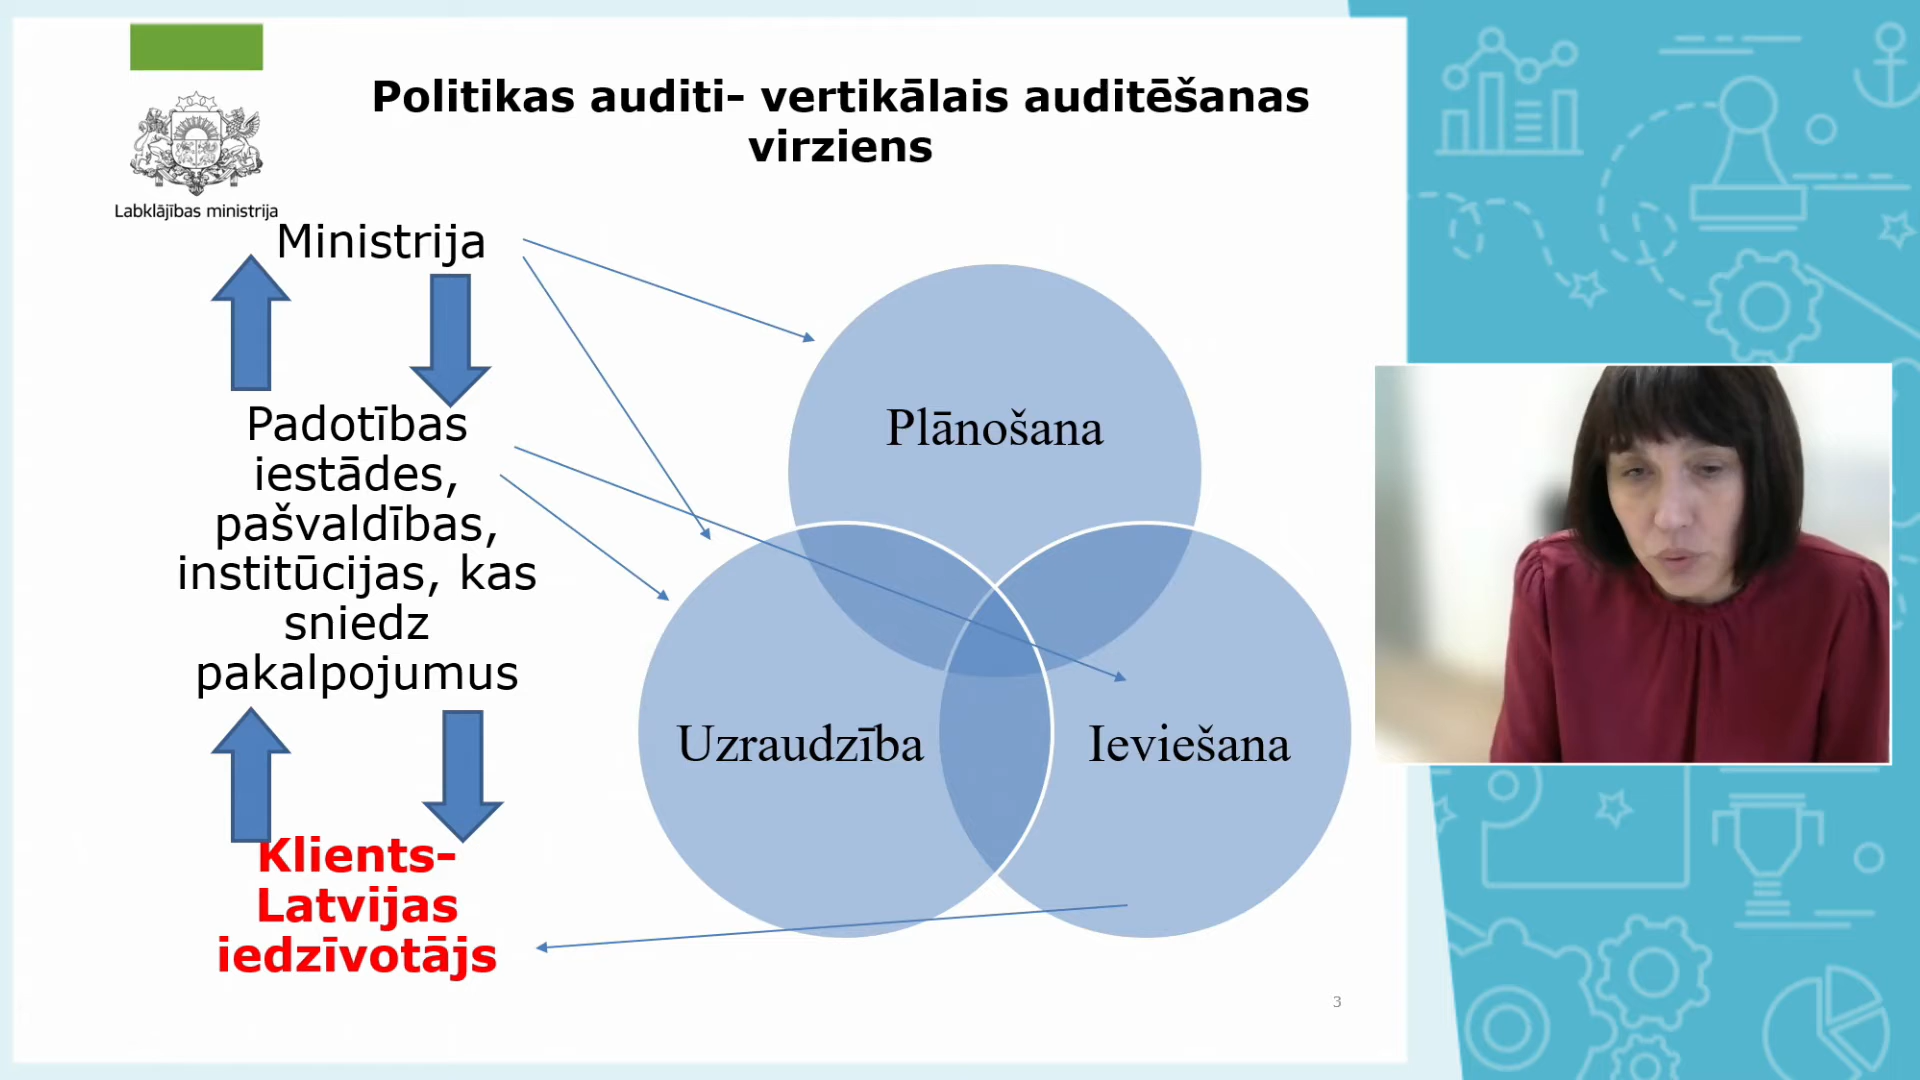 Politikas auditi- vertikālais auditēšanas
virziens
Labklājības ministrija
Ministrija
Padotības
iestādes,
pašvaldības,
institūcijas, kas
sniedz
pakalpojumus
Klients-
Latvijas
iedzīvotājs
Plānošana
Uzraudzība
Ieviešana
3